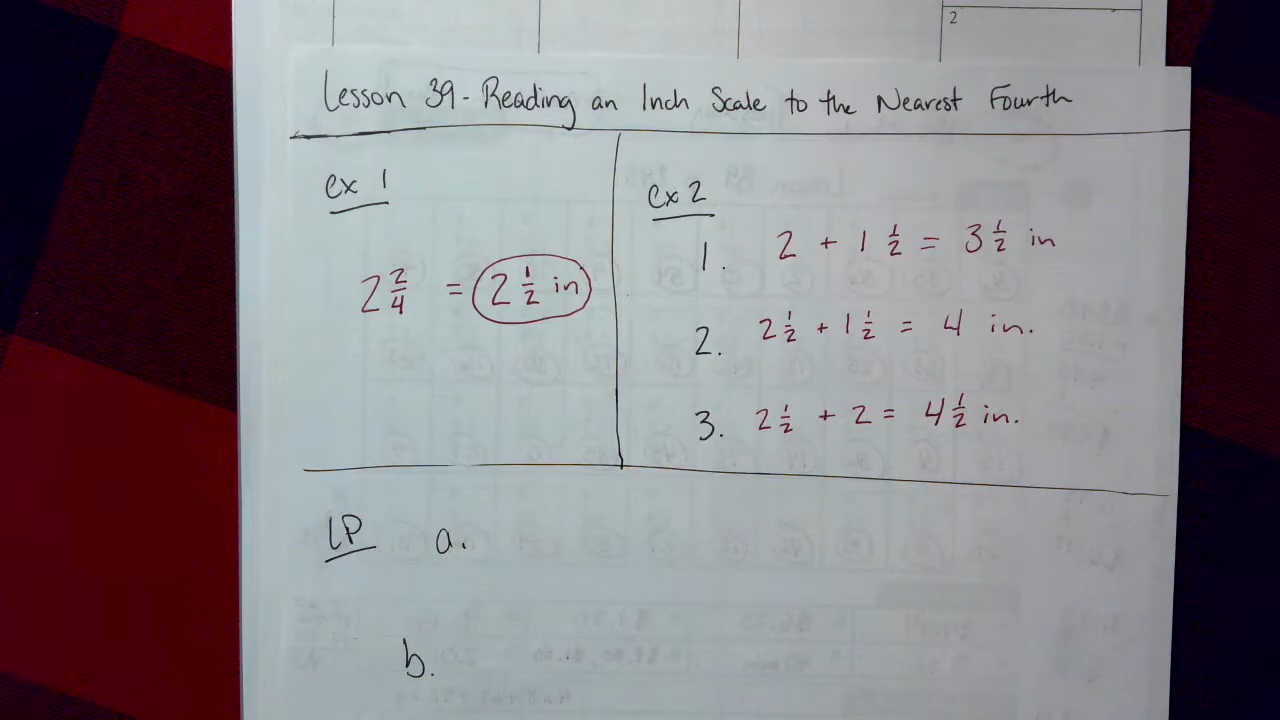 2
Lesson 39 - Reading an Inch Scale to the Nearest Fourth
ex 1
2 2/4 = 2 1/2 in
ex 2
1. 2 + 1 1/2 = 3 1/2 in
2. 2 1/2 + 1 1/2 = 4 in.
3. 2 1/2 + 2 = 4 1/2 in.
LP a.
b.